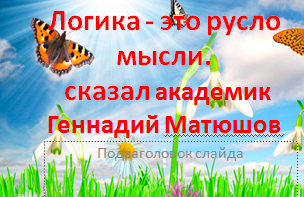 Логика - это русло
мысли.
сказал академик
Геннадий Матюшов
Подзаголовок слайда